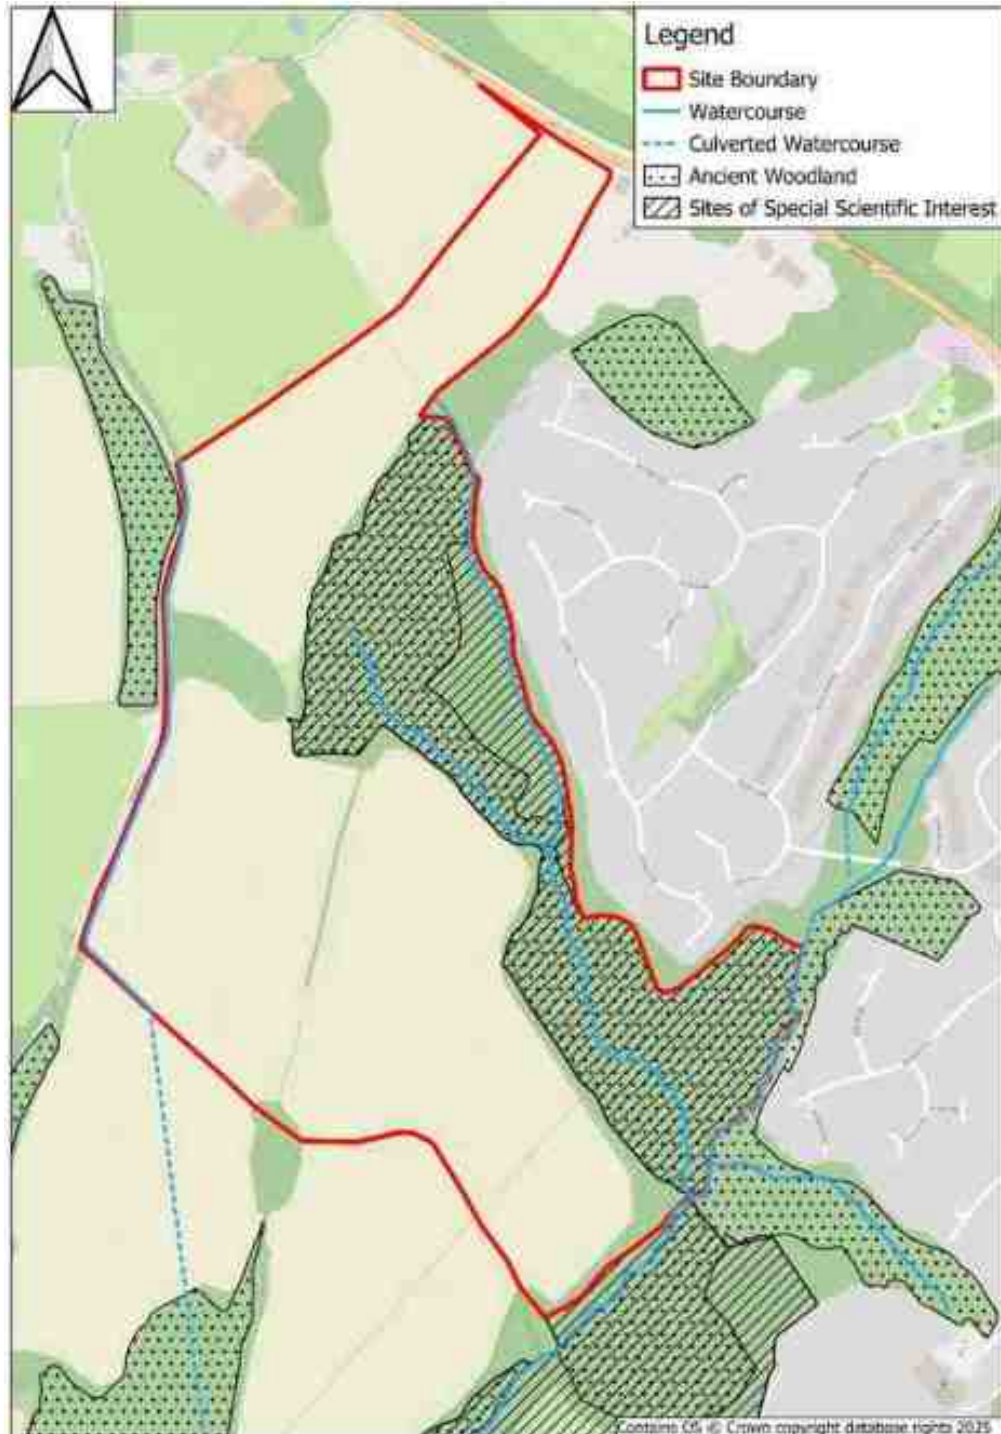 Legend
Site Boundary
Watercourse
Culverted Watercourse
Ancient Woodland
Sites of Special Scientific Interest
Contains OS © Crown copyright database rights 2025